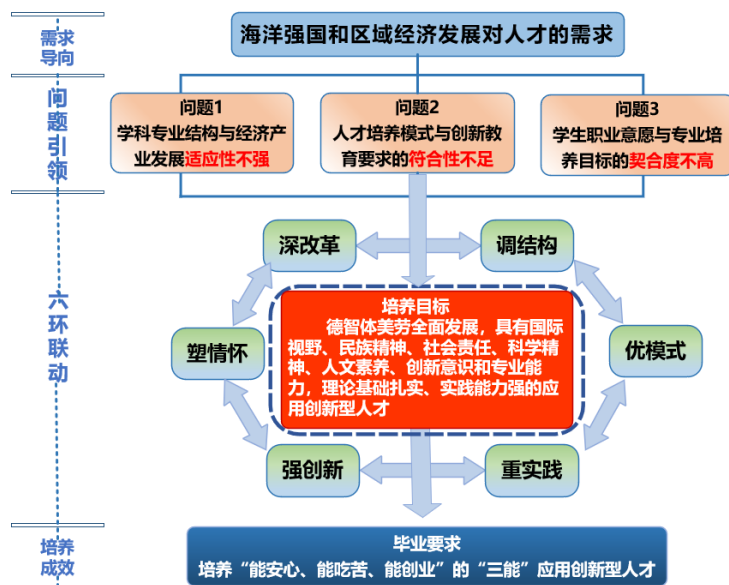 需求
导向
海洋强国和区域经济发展对人才的需求
问题引领
问题1
学科专业结构与经济产
业发展适应性不强
问题2
人才培养模式与创新教
育要求的符合性不足
问题3
学生职业意愿与专业培
养目标的契合度不高
六环联动
深改革
调结构
塑情怀
优模式
强创新
重实践
培养目标
德智体美劳全面发展，具有国际
视野、民族精神、社会责任、科学精
神、人文素养、创新意识和专业能
力，理论基础扎实、实践能力强的应
用创新型人才
培养
成效
毕业要求
培养“能安心、能吃苦、能创业”的“三能”应用创新型人才